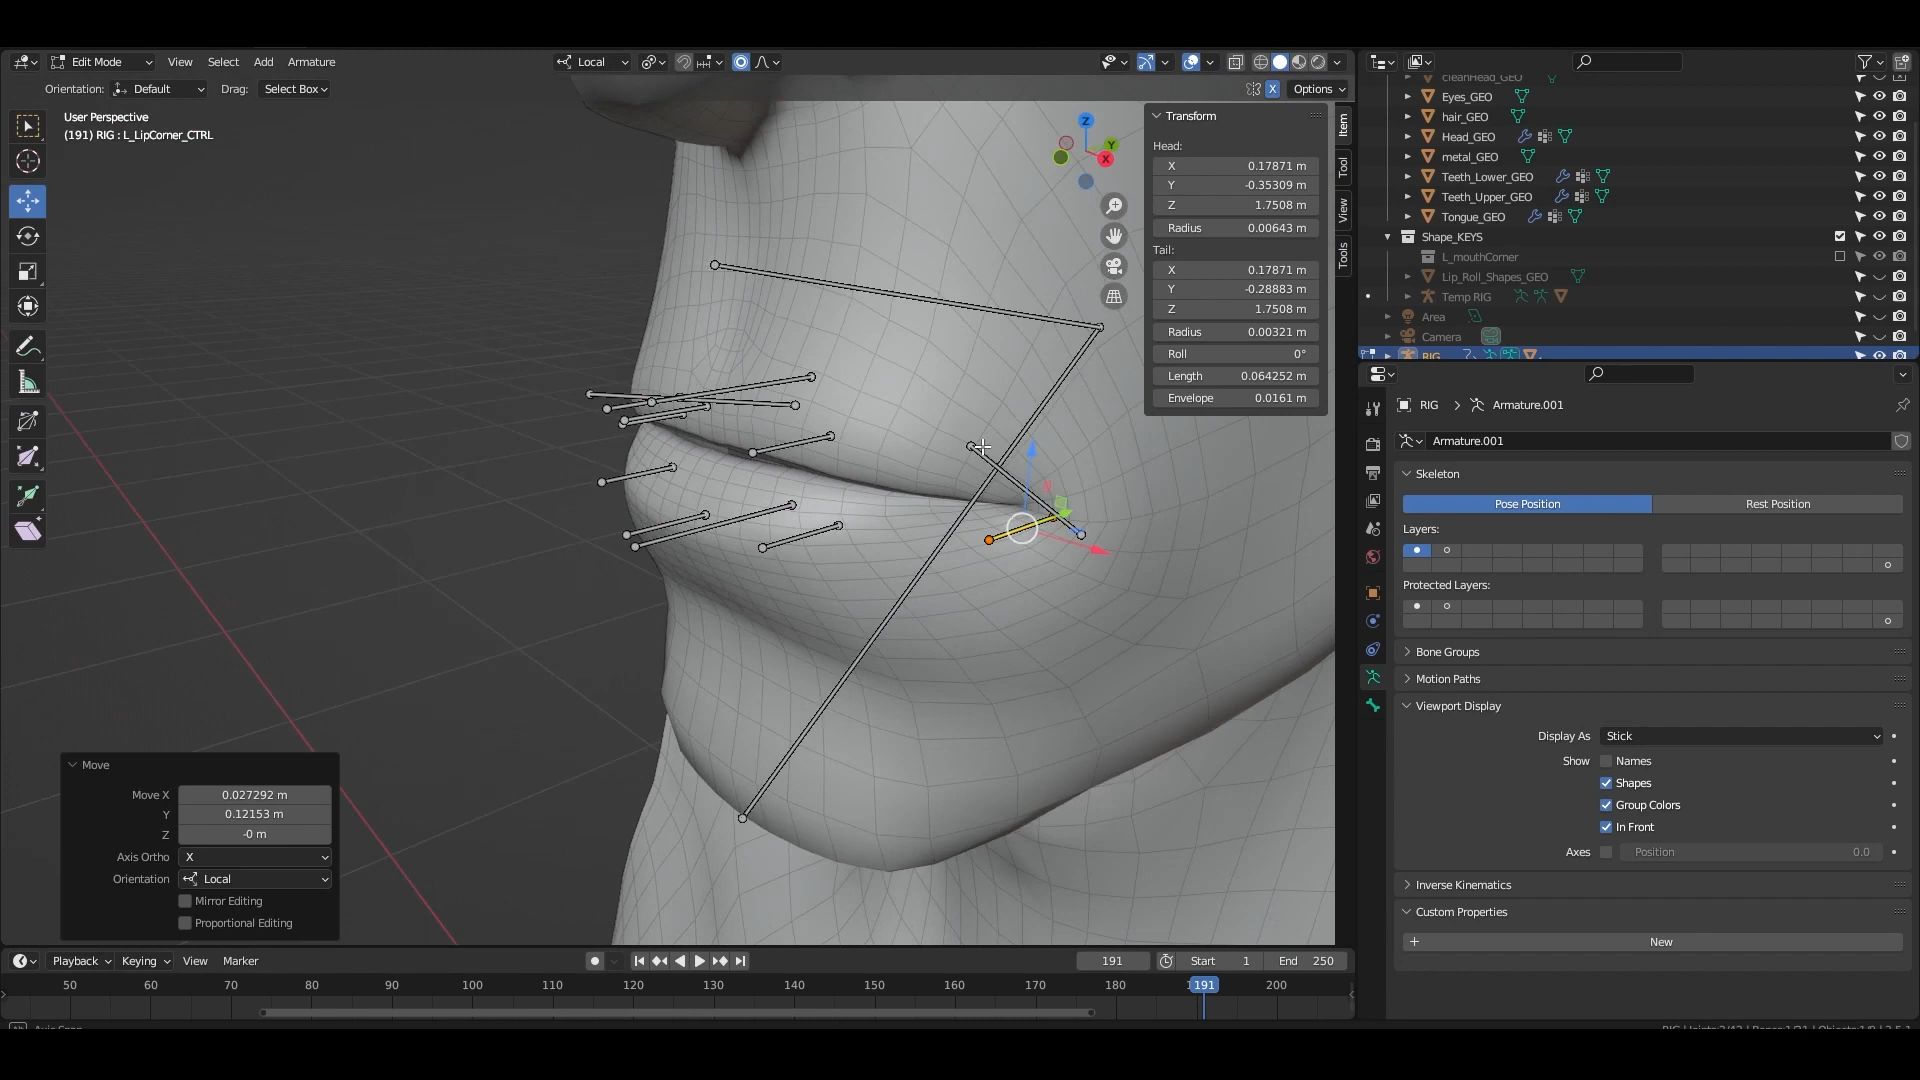 Edit Mode View Select Add Armature Local
Orientation: Default Drag: Select Box X Options
User Perspective
(191) RIG : L_LipCorner_CTRL
Z
Y
X
Transform
Head:
X 0.17871 m
Y -0.35309 m
Z 1.7508 m
Radius 0.00643 m
Tail:
X 0.17871 m
Y -0.28883 m
Z 1.7508 m
Radius 0.00321 m
Roll 0°
Length 0.064252 m
Envelope 0.0161 m
Item
Tool
View
Tools
Move
Move X 0.027292 m
Y 0.12153 m
Z -0 m
Axis Ortho X
Orientation Local
Mirror Editing
Proportional Editing
Playback Keying View Marker
191 Start 1 End 250
50 60 70 80 90 100 110 120 130 140 150 160 170 180 191 200
cleanHead_GEO
Eyes_GEO
hair_GEO
Head_GEO
metal_GEO
Teeth_Lower_GEO
Teeth_Upper_GEO
Tongue_GEO
Shape_KEYS
L_mouthCorner
Lip_Roll_Shapes_GEO
Temp RIG
Area
Camera
RIG
RIG > Armature.001
Armature.001
Skeleton
Pose Position Rest Position
Layers:
Protected Layers:
Bone Groups
Motion Paths
Viewport Display
Display As Stick
Show Names
Shapes
Group Colors
In Front
Axes Position 0.0
Inverse Kinematics
Custom Properties
New